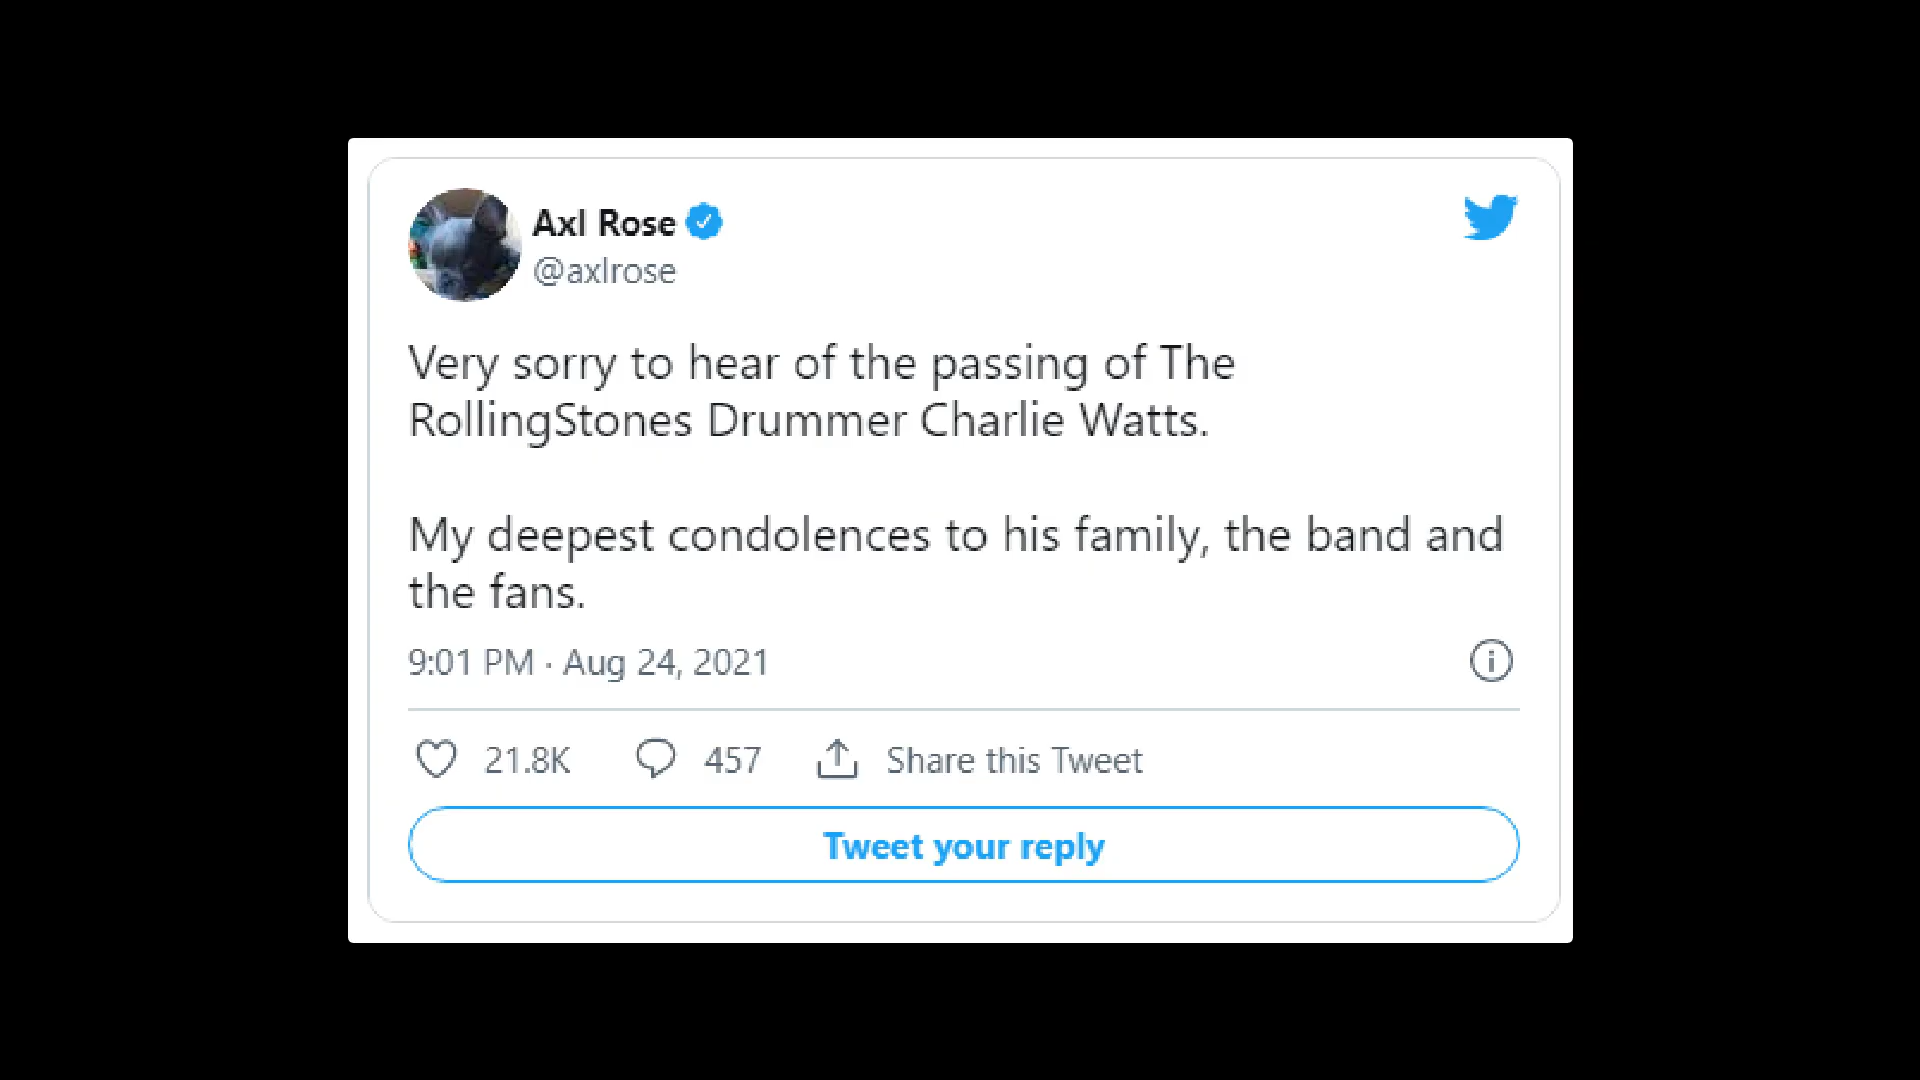 Axl Rose
@axlrose
Very sorry to hear of the passing of The
RollingStones Drummer Charlie Watts.
My deepest condolences to his family, the band and
the fans.
9:01 PM · Aug 24, 2021
21.8K 457 Share this Tweet
Tweet your reply